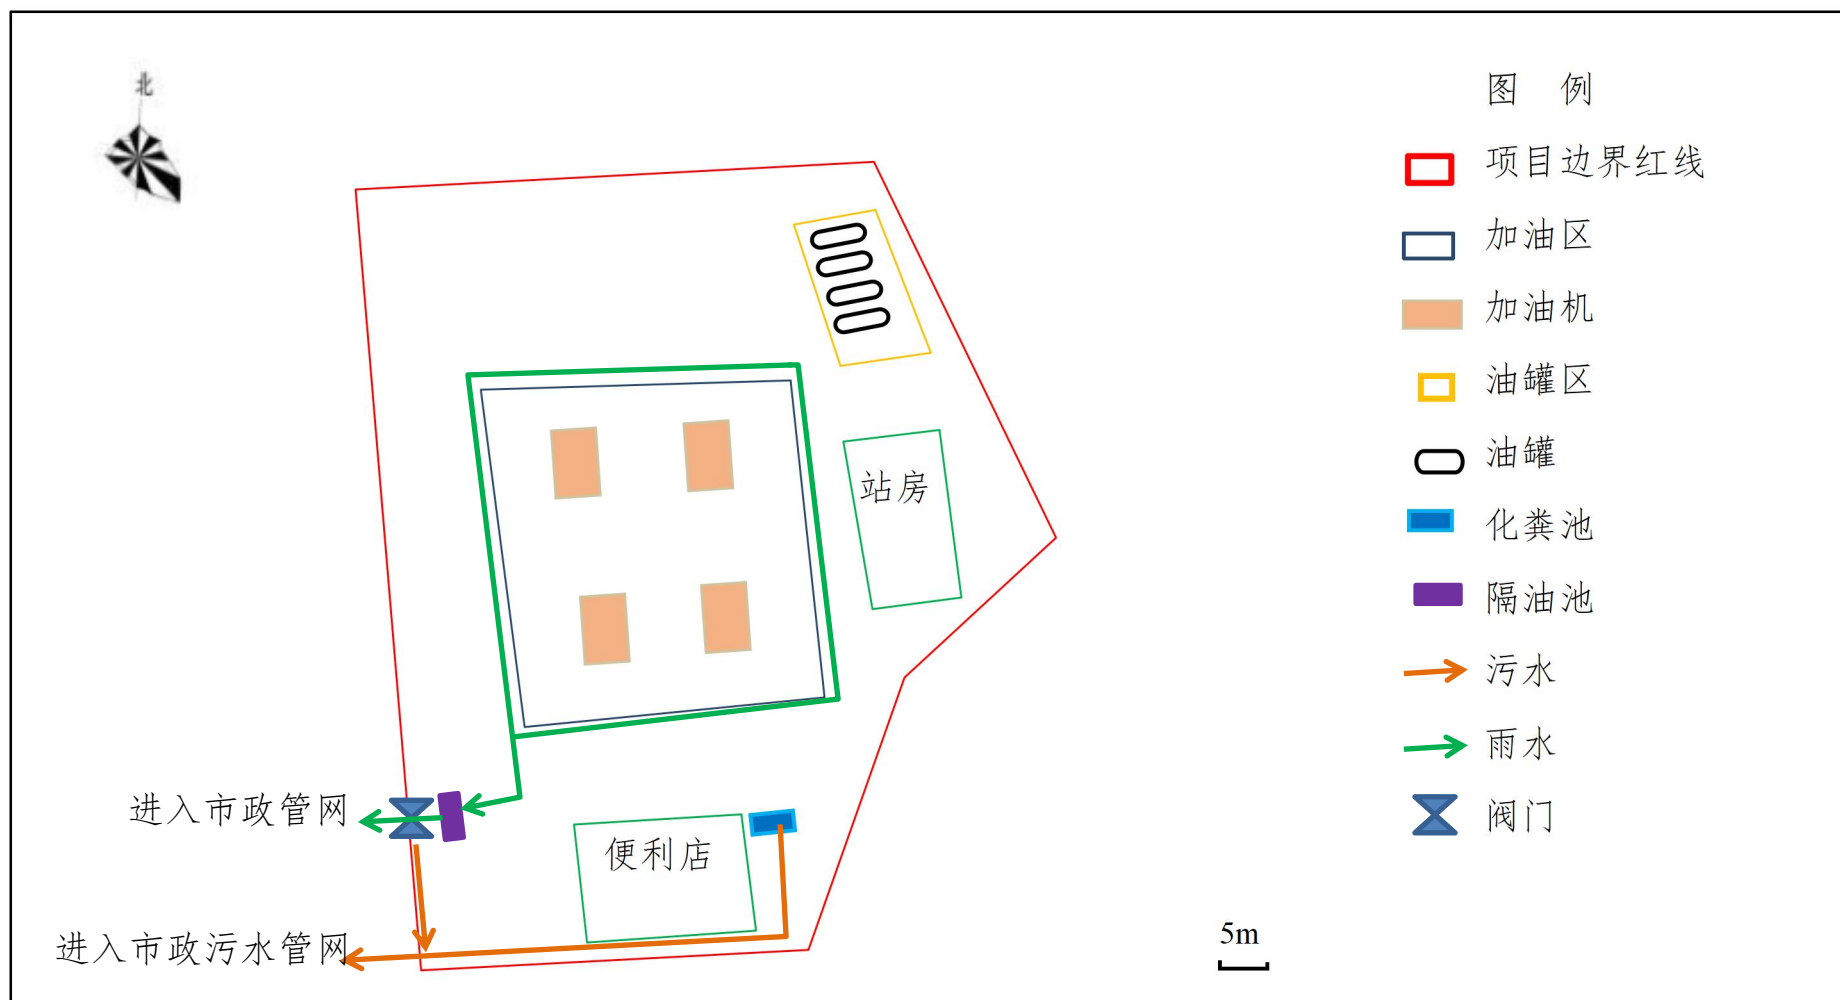 北
图 例
项目边界红线
加油区
加油机
油罐区
油罐
化粪池
隔油池
污水
雨水
阀门
站房
便利店
进入市政管网
进入市政污水管网
5m